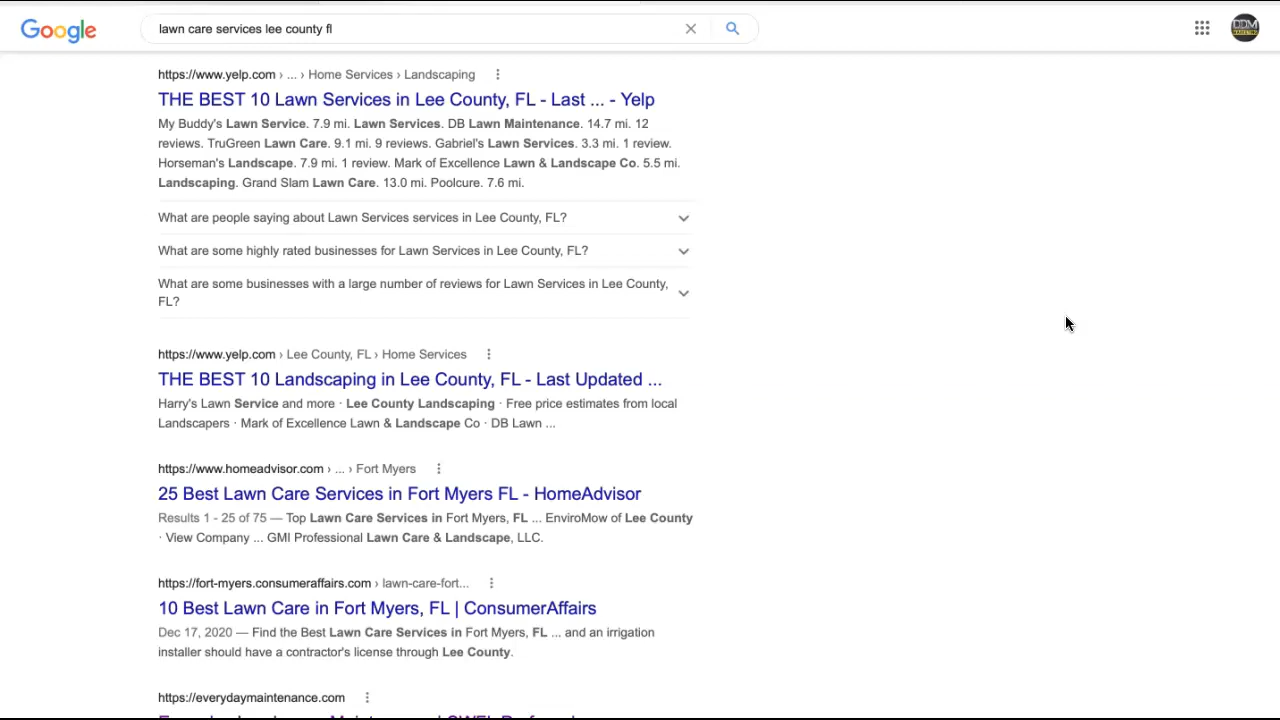 Google
lawn care services lee county fl
DDM
https://www.yelp.com › ... › Home Services › Landscaping
THE BEST 10 Lawn Services in Lee County, FL - Last ... - Yelp
My Buddy's Lawn Service. 7.9 mi. Lawn Services. DB Lawn Maintenance. 14.7 mi. 12
reviews. TruGreen Lawn Care. 9.1 mi. 9 reviews. Gabriel's Lawn Services. 3.3 mi. 1 review.
Horseman's Landscape. 7.9 mi. 1 review. Mark of Excellence Lawn & Landscape Co. 5.5 mi.
Landscaping. Grand Slam Lawn Care. 13.0 mi. Poolcure. 7.6 mi.
What are people saying about Lawn Services services in Lee County, FL?
What are some highly rated businesses for Lawn Services in Lee County, FL?
What are some businesses with a large number of reviews for Lawn Services in Lee County,
FL?
https://www.yelp.com › Lee County, FL › Home Services
THE BEST 10 Landscaping in Lee County, FL - Last Updated ...
Harry's Lawn Service and more · Lee County Landscaping · Free price estimates from local
Landscapers · Mark of Excellence Lawn & Landscape Co · DB Lawn ...
https://www.homeadvisor.com › ... › Fort Myers
25 Best Lawn Care Services in Fort Myers FL - HomeAdvisor
Results 1 - 25 of 75 — Top Lawn Care Services in Fort Myers, FL ... EnviroMow of Lee County
· View Company ... GMI Professional Lawn Care & Landscape, LLC.
https://fort-myers.consumeraffairs.com › lawn-care-fort...
10 Best Lawn Care in Fort Myers, FL | ConsumerAffairs
Dec 17, 2020 — Find the Best Lawn Care Services in Fort Myers, FL ... and an irrigation
installer should have a contractor's license through Lee County.
https://everydaymaintenance.com